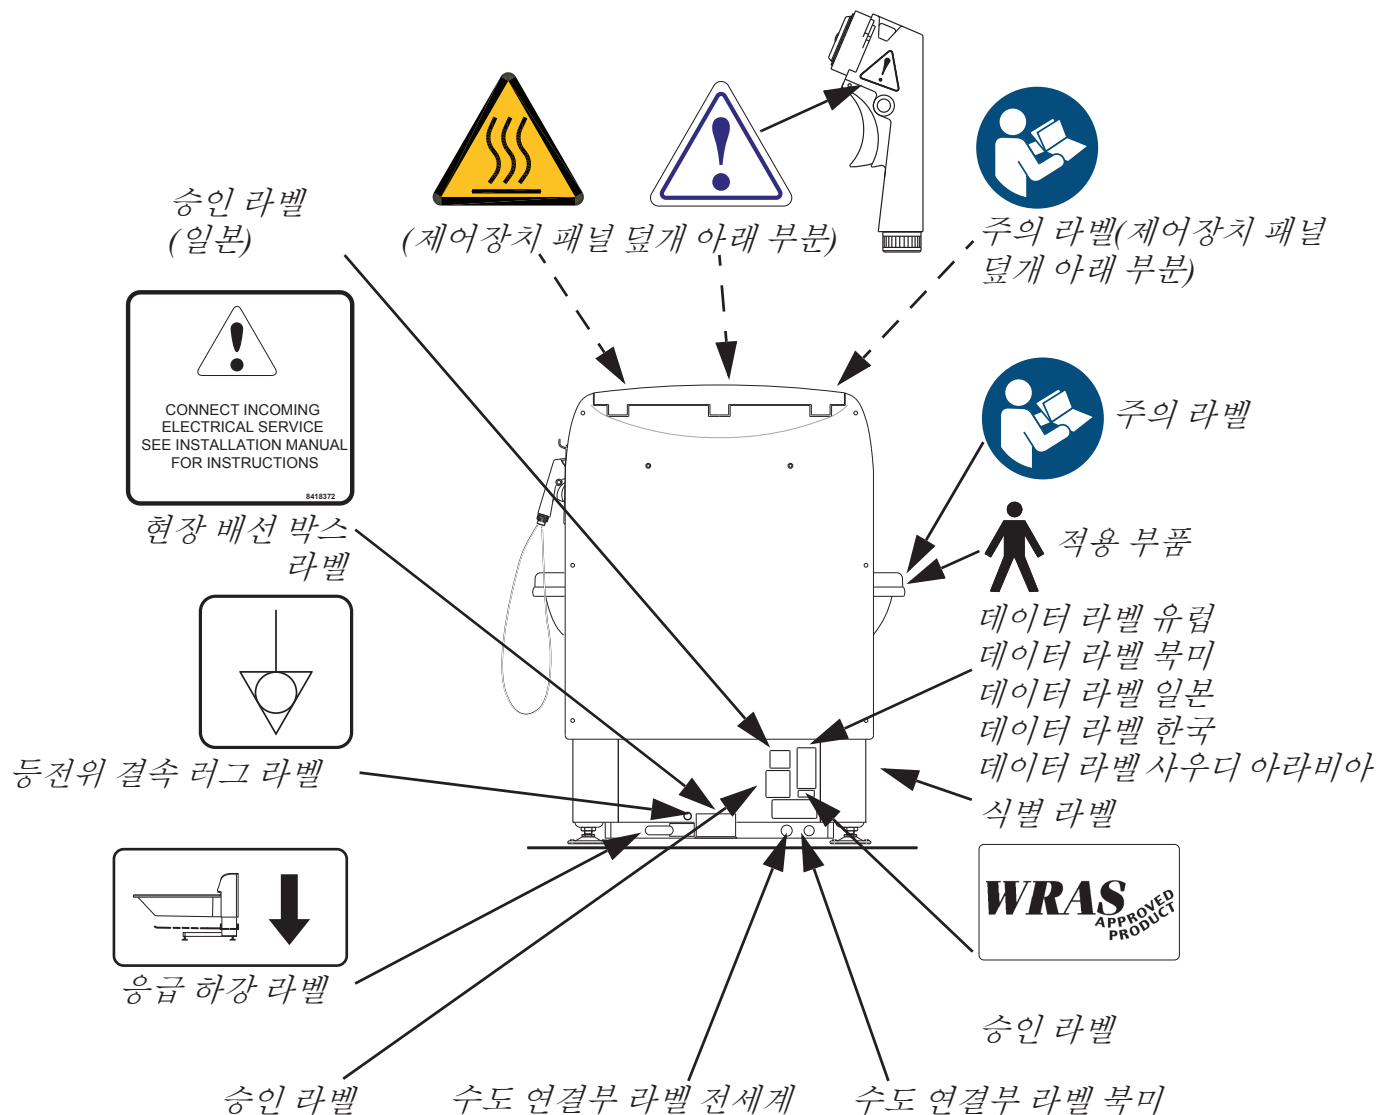 승인 라벨
(일본)
(제어장치 패널 덮개 아래 부분)
주의 라벨(제어장치 패널
덮개 아래 부분)
CONNECT INCOMING
ELECTRICAL SERVICE
SEE INSTALLATION MANUAL
FOR INSTRUCTIONS
8418372
주의 라벨
현장 배선 박스
라벨
적용 부품
데이터 라벨 유럽
데이터 라벨 북미
데이터 라벨 일본
데이터 라벨 한국
데이터 라벨 사우디 아라비아
등전위 결속 러그 라벨
식별 라벨
WRAS
APPROVED
PRODUCT
응급 하강 라벨
승인 라벨
승인 라벨
수도 연결부 라벨 전세계
수도 연결부 라벨 북미